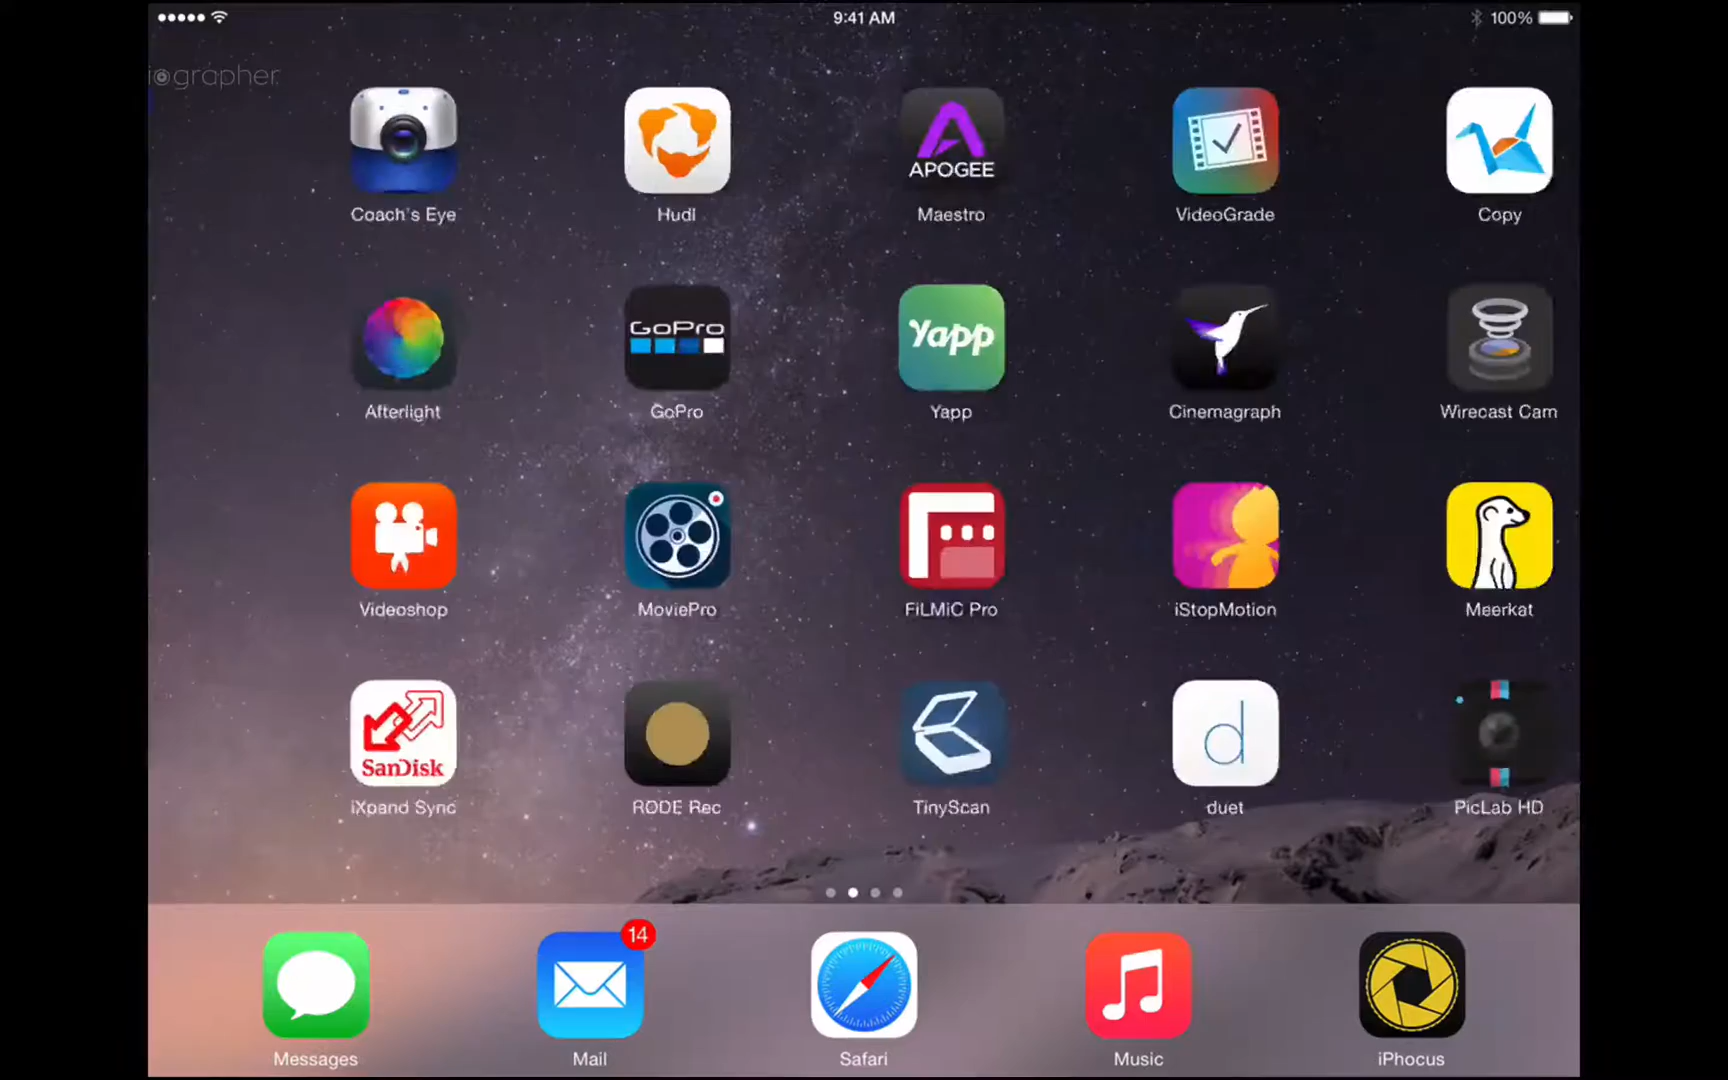 9:41 AM
100%
iographer
APOGEE
Coach's Eye
Hudl
Maestro
VideoGrade
Copy
GoPro
Yapp
Afterlight
GoPro
Yapp
Cinemagraph
Wirecast Cam
Videoshop
MoviePro
FiLMiC Pro
iStopMotion
Meerkat
SanDisk
d
iXpand Sync
RØDE Rec
TinyScan
duet
PicLab HD
14
Messages
Mail
Safari
Music
iPhocus